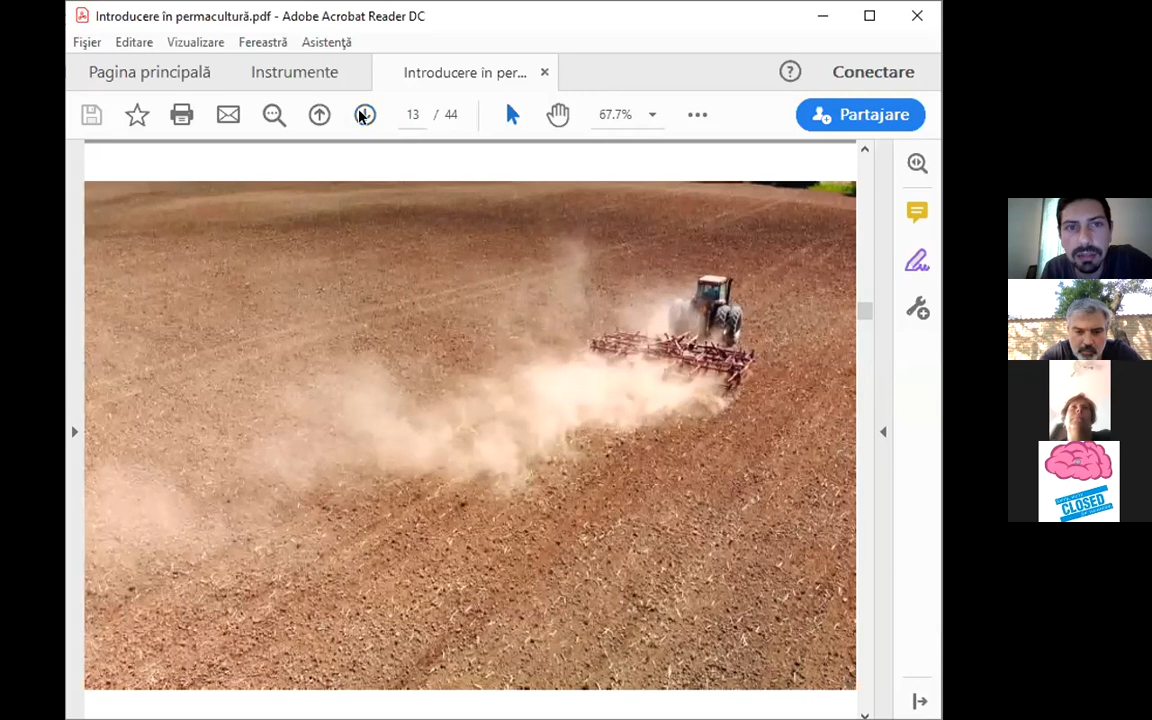 Introducere în permacultură.pdf - Adobe Acrobat Reader DC
Fișier Editare Vizualizare Fereastră Asistență
Pagina principală Instrumente Introducere în per... Conectare
13 / 44 67.7% Partajare
CLOSED